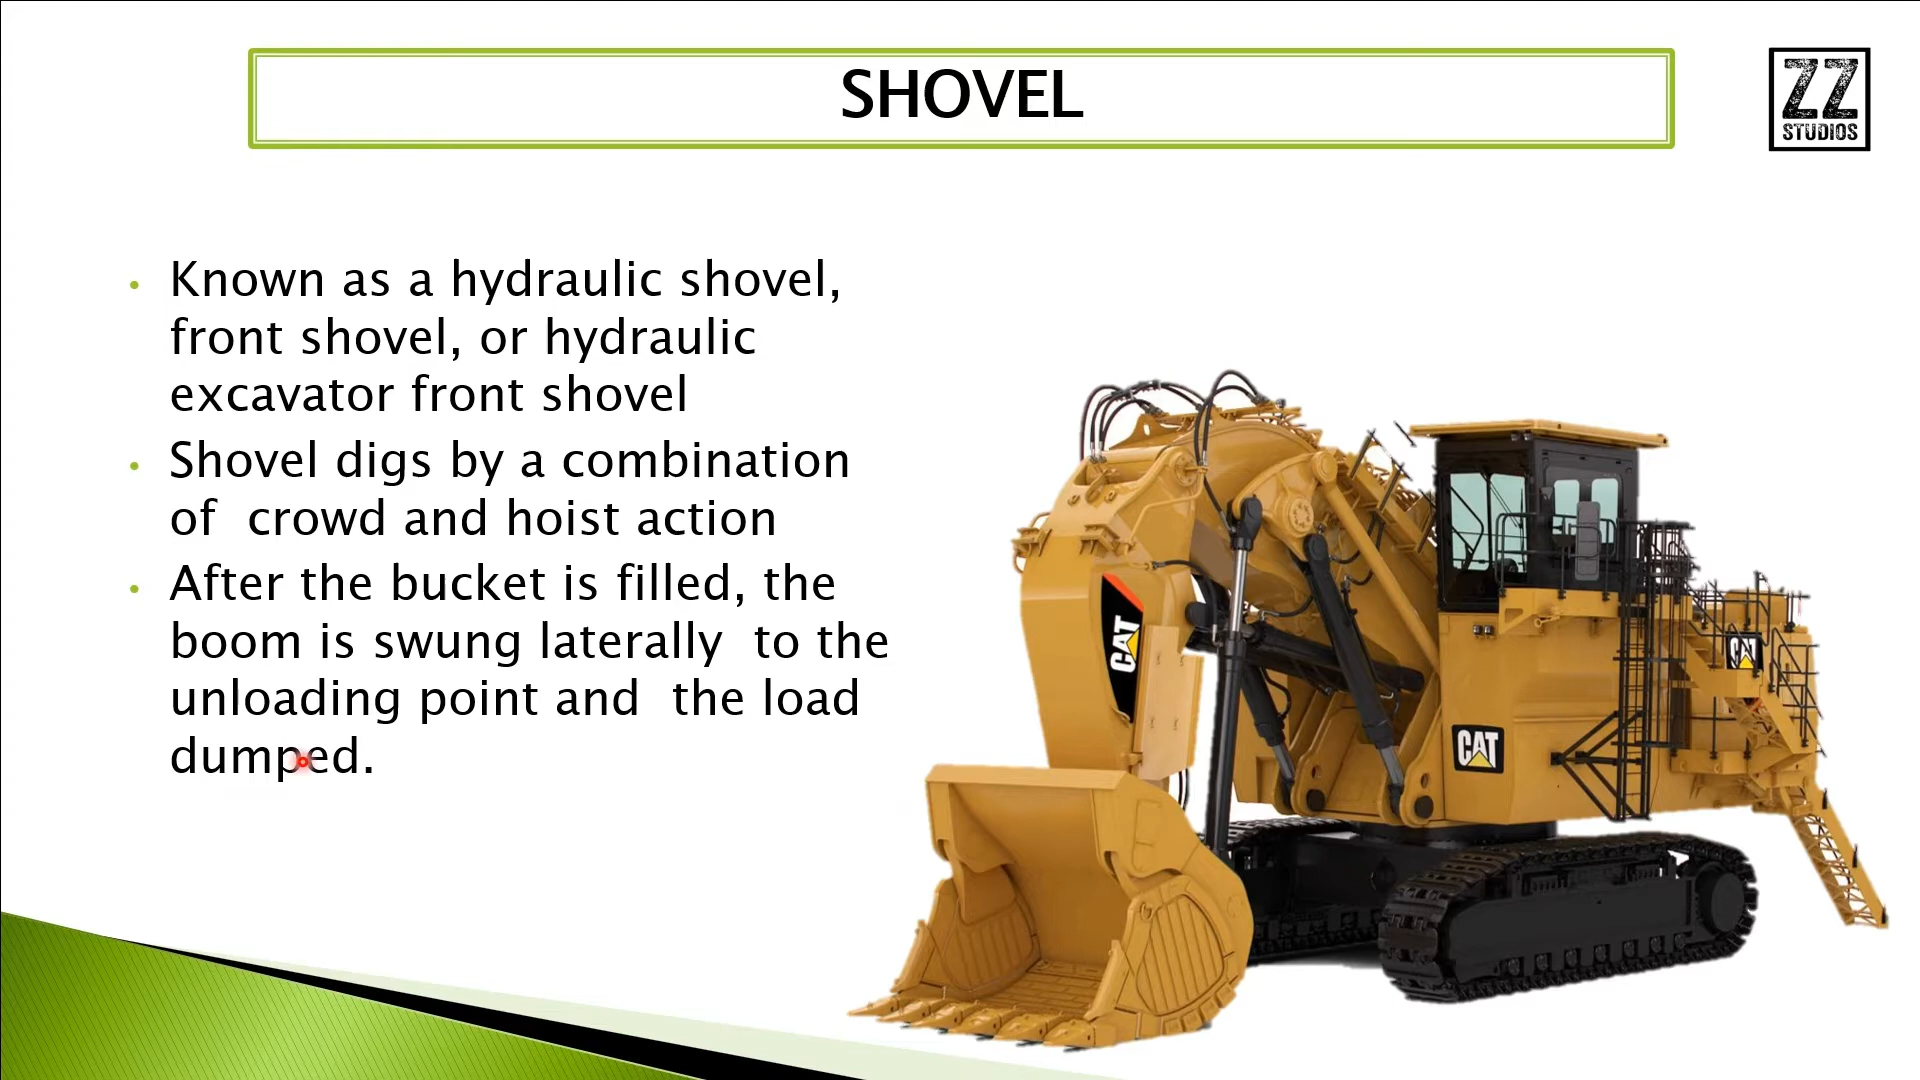 SHOVEL
ZZ
STUDIOS
• Known as a hydraulic shovel,
front shovel, or hydraulic
excavator front shovel
• Shovel digs by a combination
of  crowd and hoist action
• After the bucket is filled, the
boom is swung laterally  to the
unloading point and  the load
dumped.
CAT
CAT
CAT